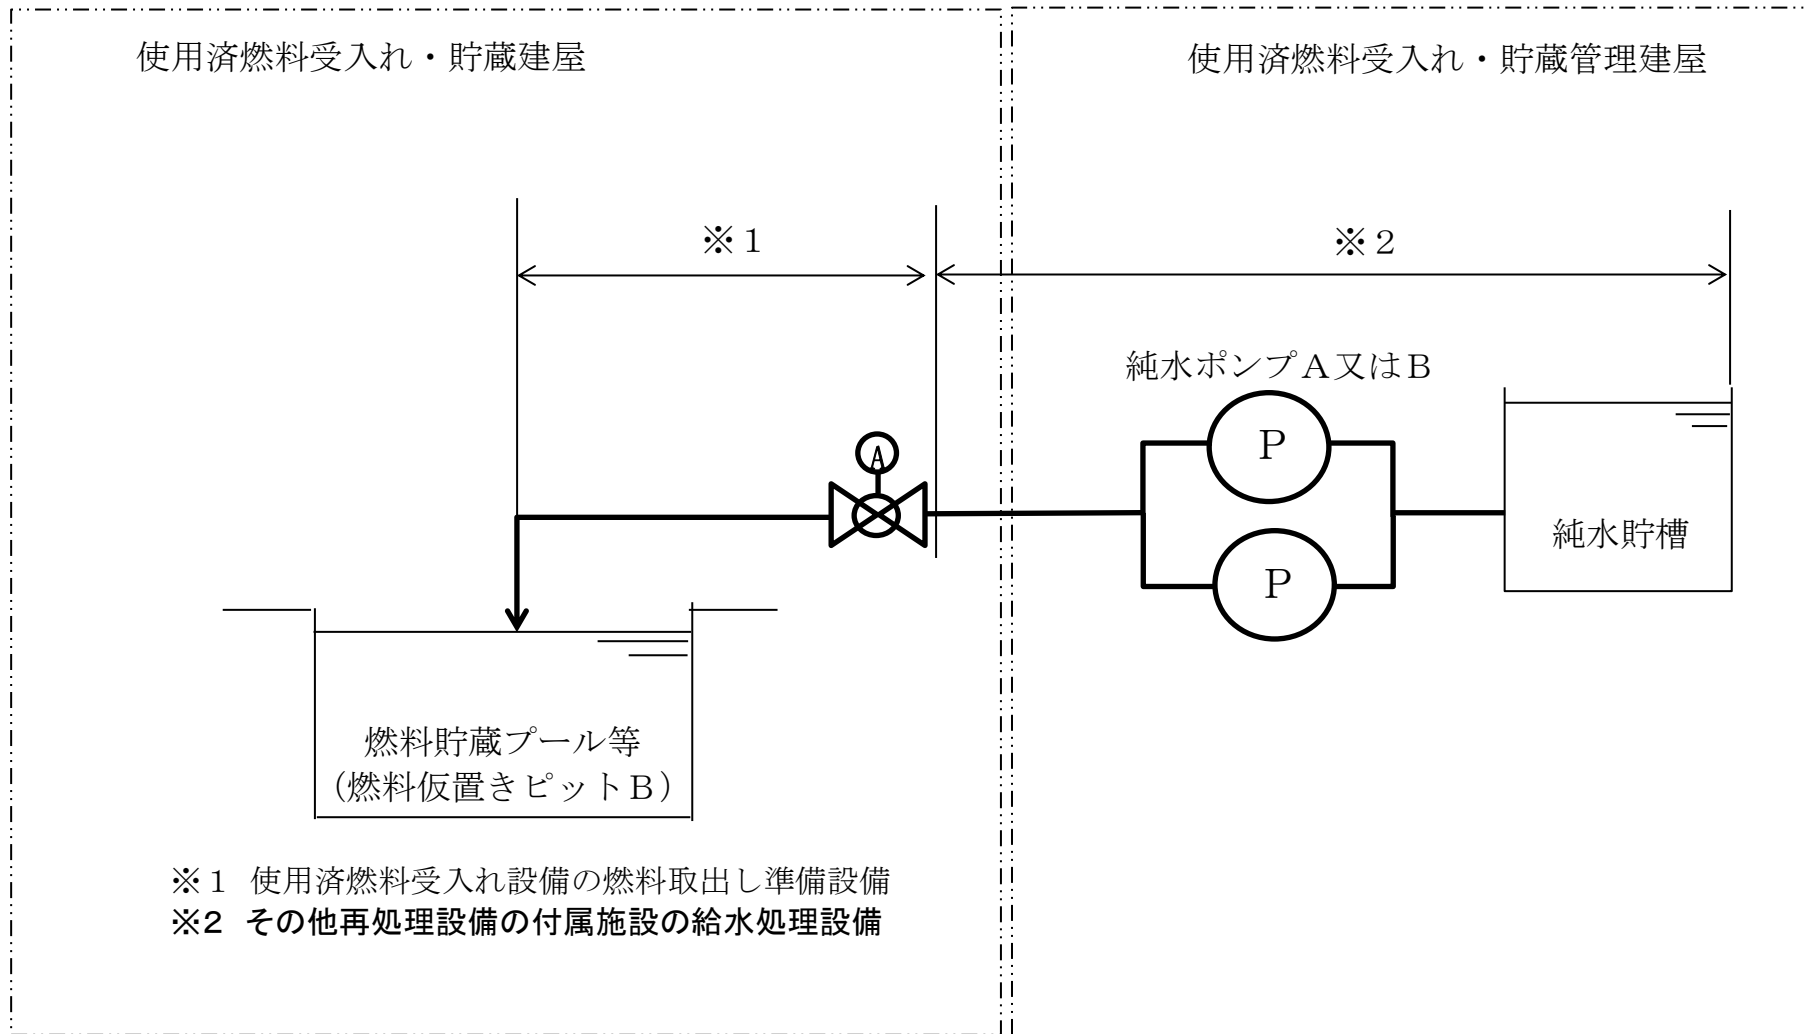 使用済燃料受入れ・貯蔵建屋
使用済燃料受入れ・貯蔵管理建屋
※１
※２
純水ポンプＡ又はＢ
A
Ｐ
Ｐ
純水貯槽
燃料貯蔵プール等
（燃料仮置きピットＢ）
※１ 使用済燃料受入れ設備の燃料取出し準備設備
※２ その他再処理設備の付属施設の給水処理設備